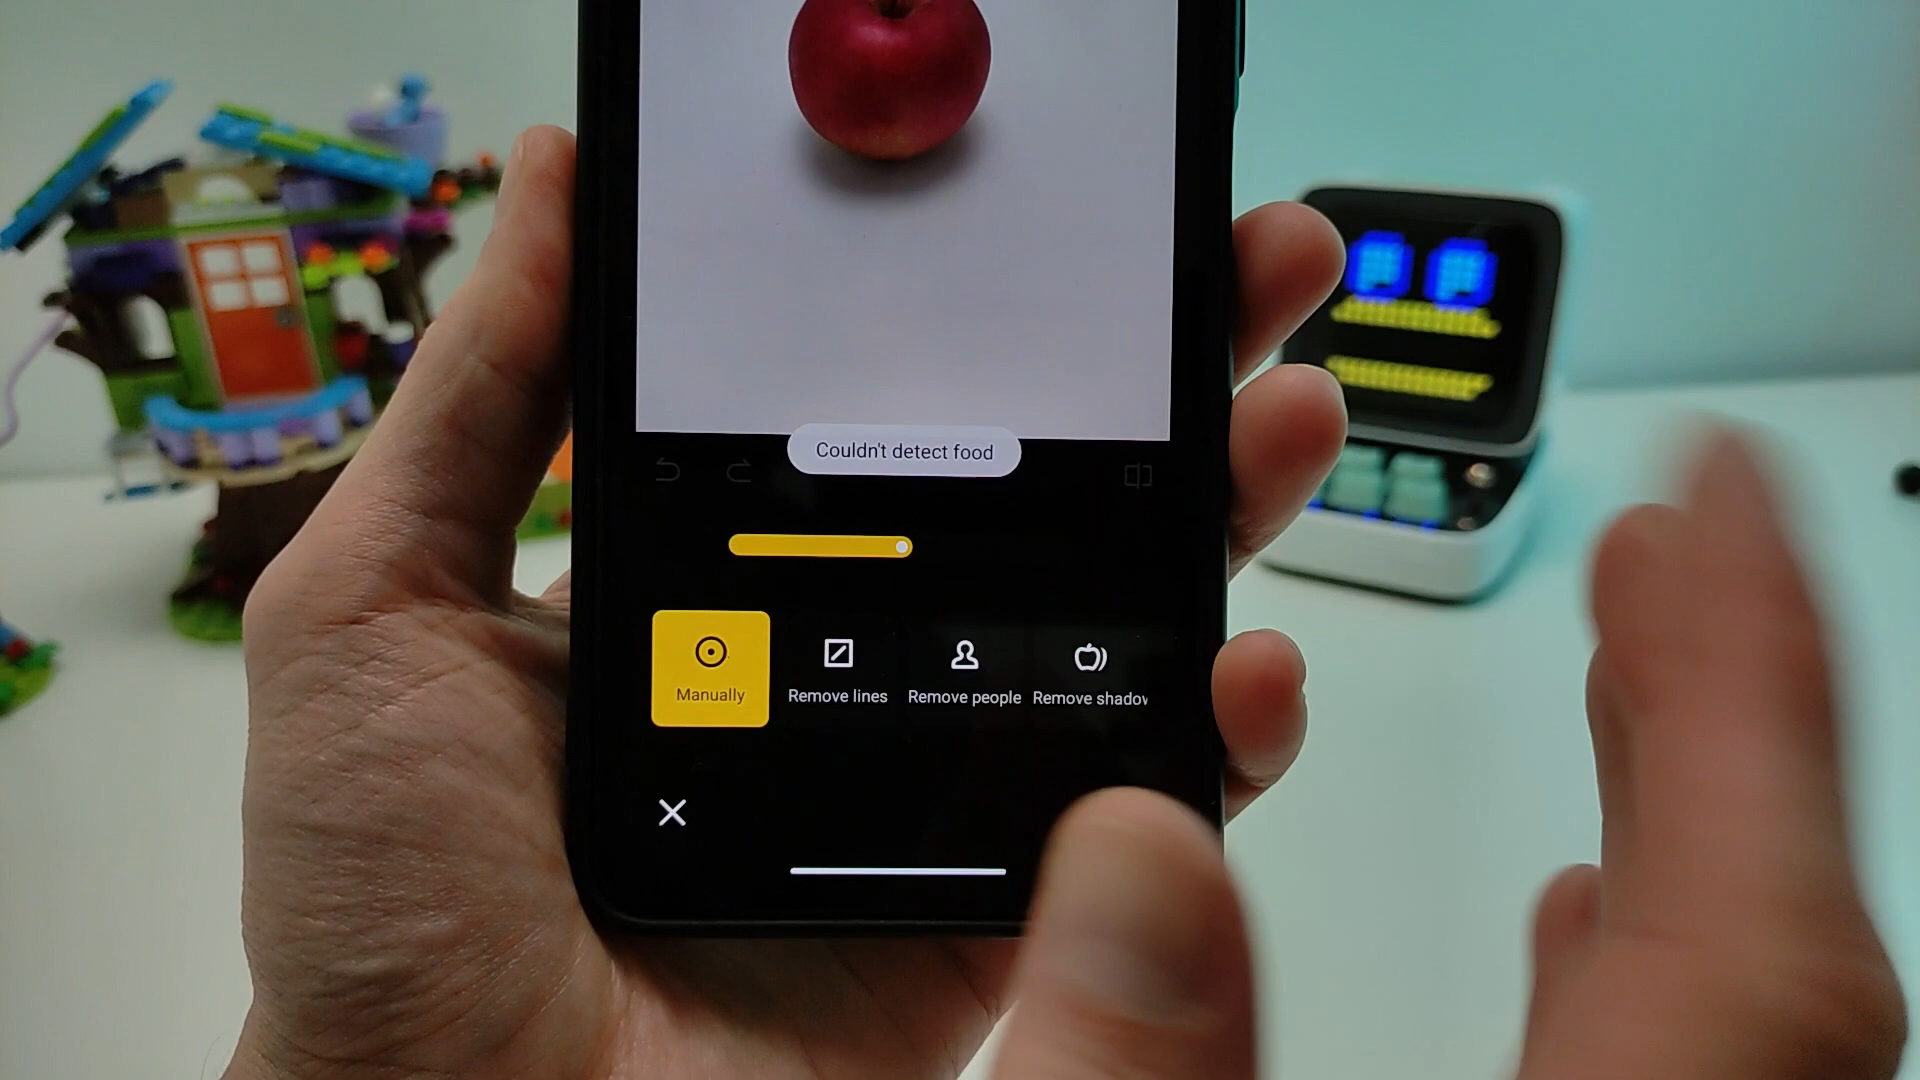 Couldn't detect food
Manually
Remove lines
Remove people
Remove shadov